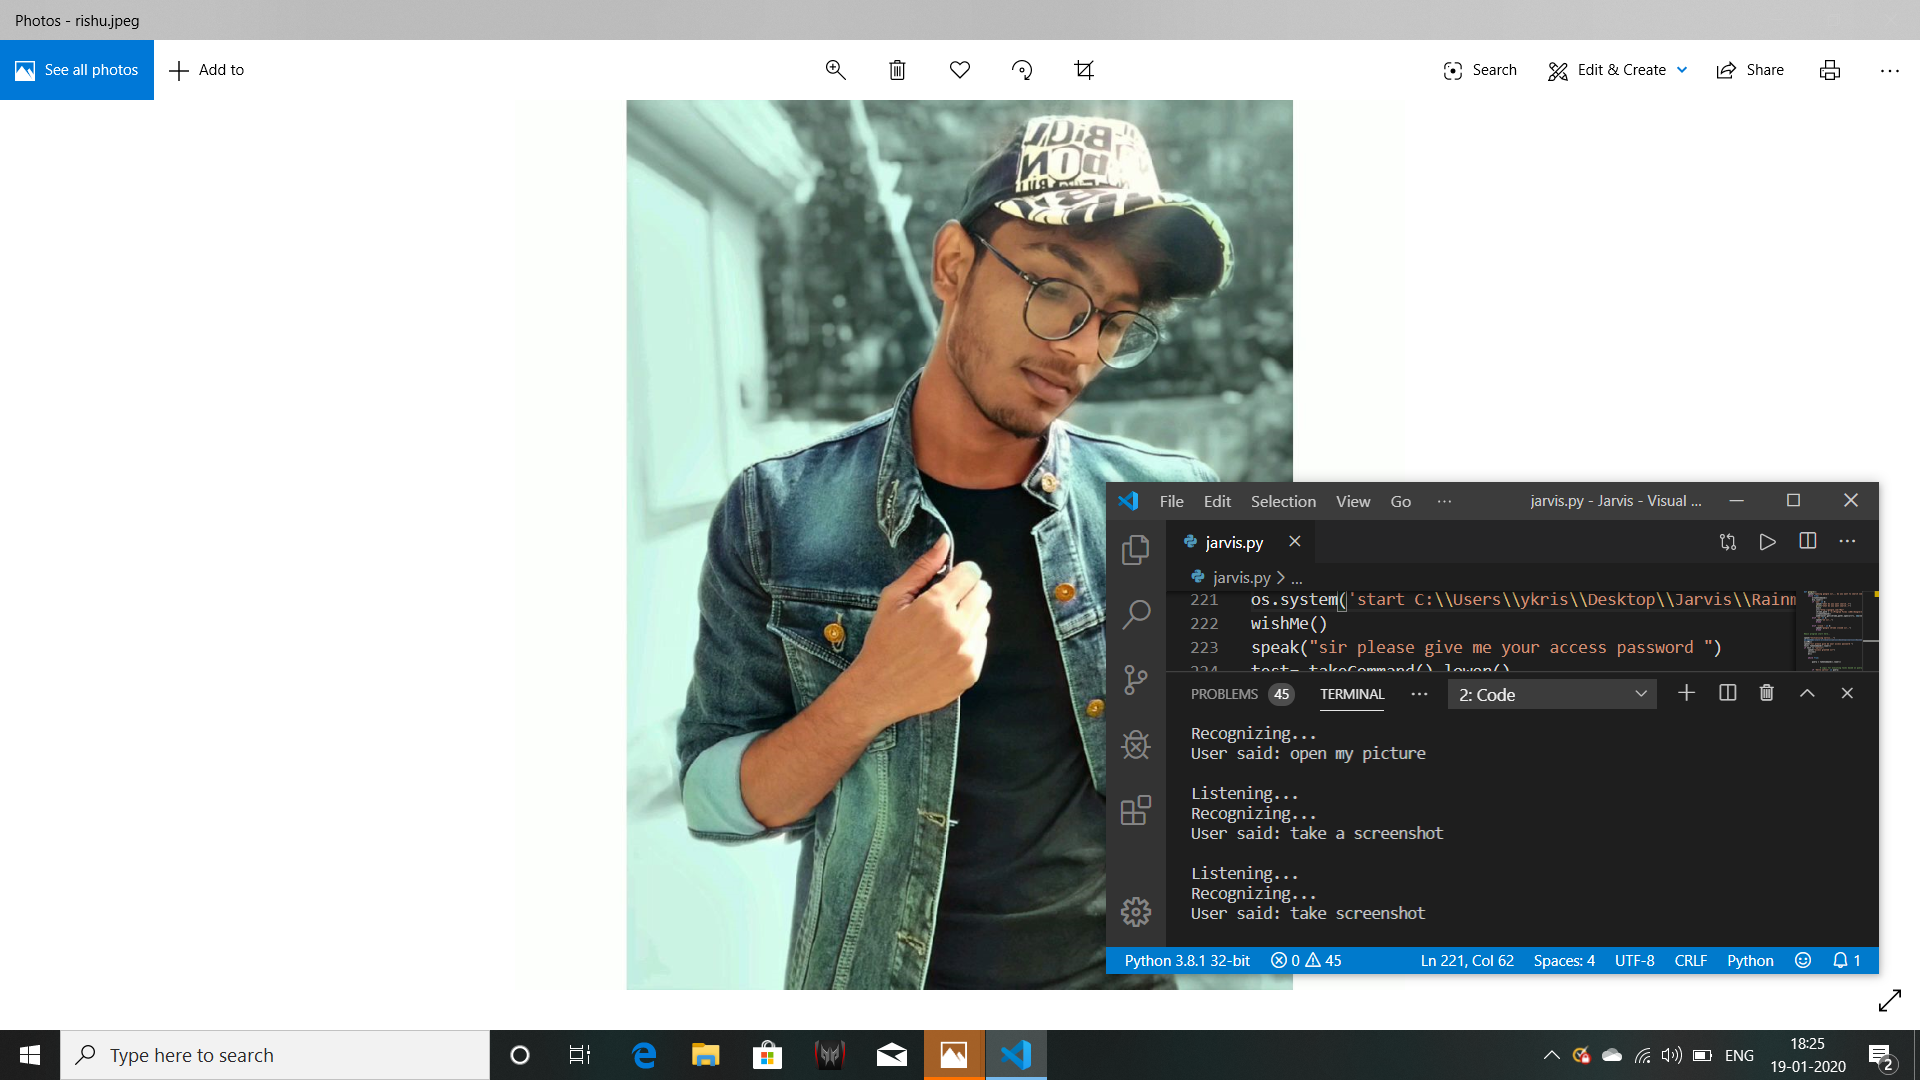 Photos - rishu.jpeg
See all photos
Add to
Search
Edit & Create
Share
File Edit Selection View Go ··· jarvis.py - Jarvis - Visual ...
jarvis.py
jarvis.py > ...
221 os.system('start C:\\Users\\ykris\\Desktop\\Jarvis\\Rainm
222 wishMe()
223 speak("sir please give me your access password ")
224 test= takeCommand().lower()
PROBLEMS 45 TERMINAL ··· 2: Code
Recognizing...
User said: open my picture
Listening...
Recognizing...
User said: take a screenshot
Listening...
Recognizing...
User said: take screenshot
Python 3.8.1 32-bit 0 45 Ln 221, Col 62 Spaces: 4 UTF-8 CRLF Python 1
Type here to search
ENG
18:25
19-01-2020
2